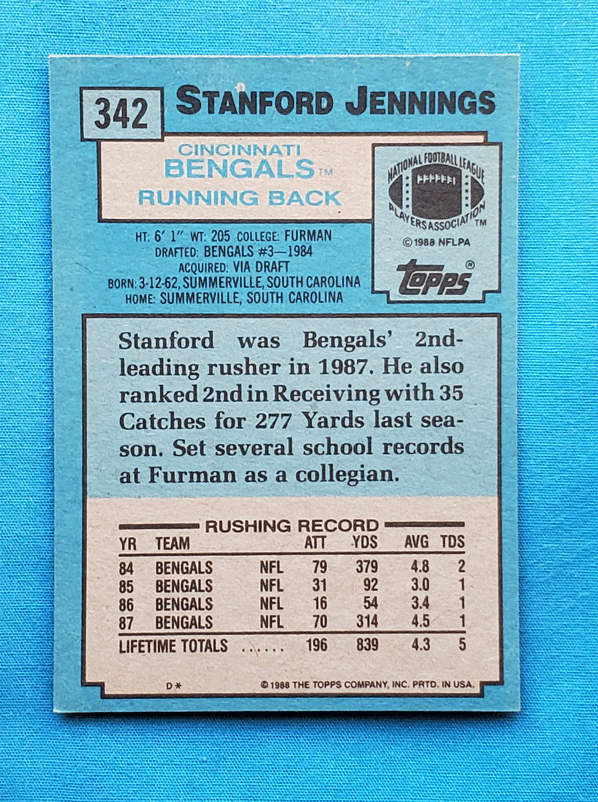 342
STANFORD JENNINGS
CINCINNATI
BENGALS TM
RUNNING BACK
NATIONAL FOOTBALL LEAGUE
PLAYERS ASSOCIATION TM
© 1988 NFLPA
topps ®
HT: 6' 1" WT: 205 COLLEGE: FURMAN
DRAFTED: BENGALS #3—1984
ACQUIRED: VIA DRAFT
BORN: 3-12-62, SUMMERVILLE, SOUTH CAROLINA
HOME: SUMMERVILLE, SOUTH CAROLINA
Stanford was Bengals' 2nd-
leading rusher in 1987. He also
ranked 2nd in Receiving with 35
Catches for 277 Yards last sea-
son. Set several school records
at Furman as a collegian.
RUSHING RECORD
YR TEAM ATT YDS AVG TDS
84 BENGALS NFL 79 379 4.8 2
85 BENGALS NFL 31 92 3.0 1
86 BENGALS NFL 16 54 3.4 1
87 BENGALS NFL 70 314 4.5 1
LIFETIME TOTALS ...... 196 839 4.3 5
D* © 1988 THE TOPPS COMPANY, INC. PRTD. IN USA.